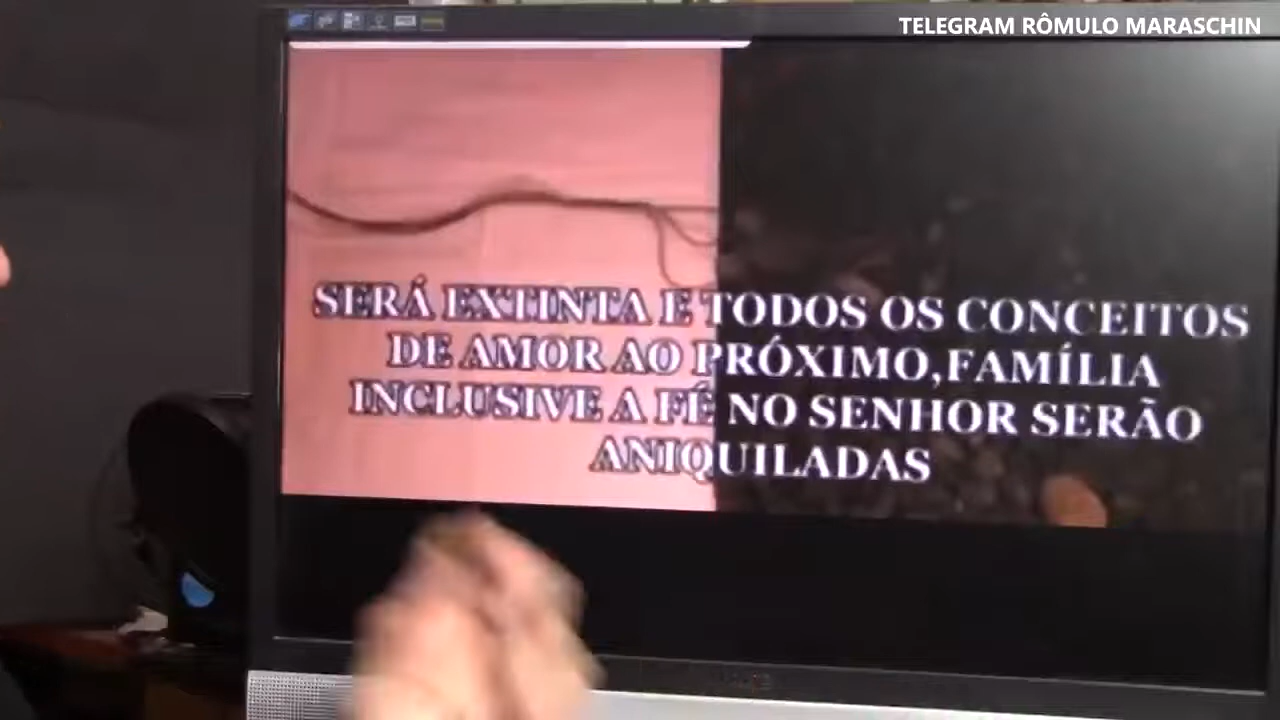 TELEGRAM RÔMULO MARASCHIN
SERÁ EXTINTA E TODOS OS CONCEITOS
DE AMOR AO PRÓXIMO,FAMÍLIA
INCLUSIVE A FÉ NO SENHOR SERÃO
ANIQUILADAS